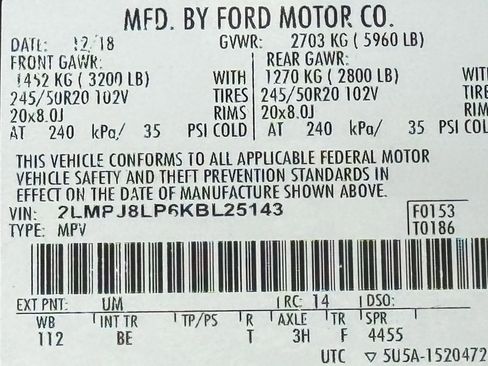 MFD. BY FORD MOTOR CO.
DATE: 12/18 GVWR: 2703 KG (5960 LB)
FRONT GAWR: REAR GAWR:
1452 KG (3200 LB) WITH 1270 KG (2800 LB) WITH
245/50R20 102V TIRES 245/50R20 102V TIRES
20x8.0J RIMS 20x8.0J RIMS
AT 240 kPa/ 35 PSI COLD AT 240 kPa/ 35 PSI COLD
THIS VEHICLE CONFORMS TO ALL APPLICABLE FEDERAL MOTOR
VEHICLE SAFETY AND THEFT PREVENTION STANDARDS IN
EFFECT ON THE DATE OF MANUFACTURE SHOWN ABOVE.
VIN: 2LMPJ8LP6KBL25143 F0153
TYPE: MPV T0186
EXT PNT: UM RC: 14 DSO:
WB INT TR TP/PS R AXLE TR SPR
112 BE T 3H F 4455
UTC ▽ 5U5A-1520472